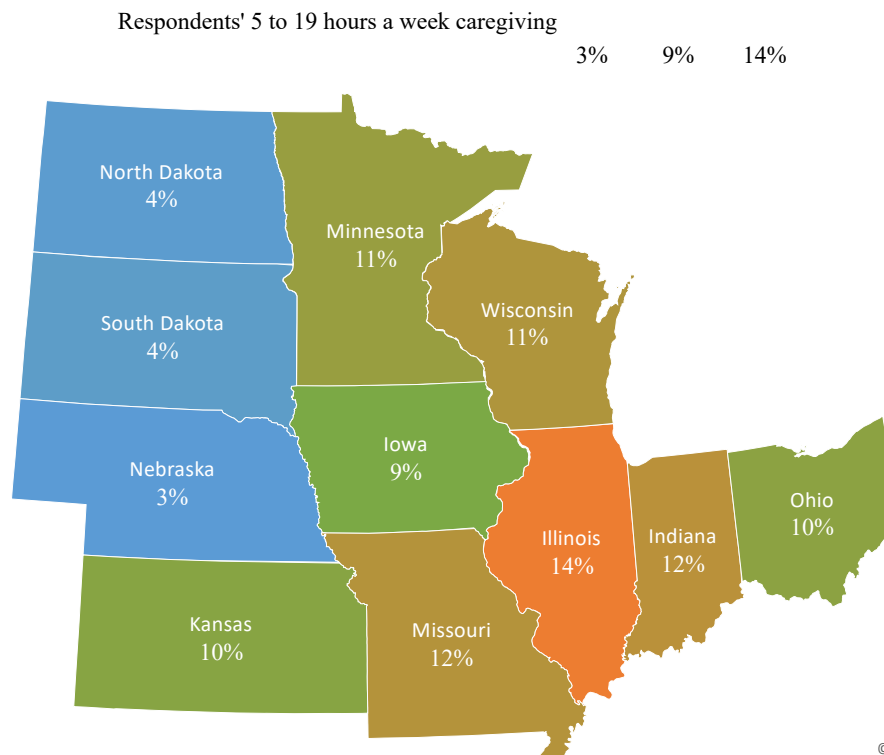 Respondents' 5 to 19 hours a week caregiving
3% 9% 14%
North Dakota
4%
Minnesota
11%
South Dakota
4%
Wisconsin
11%
Nebraska
3%
Iowa
9%
Illinois
14%
Indiana
12%
Ohio
10%
Kansas
10%
Missouri
12%
©